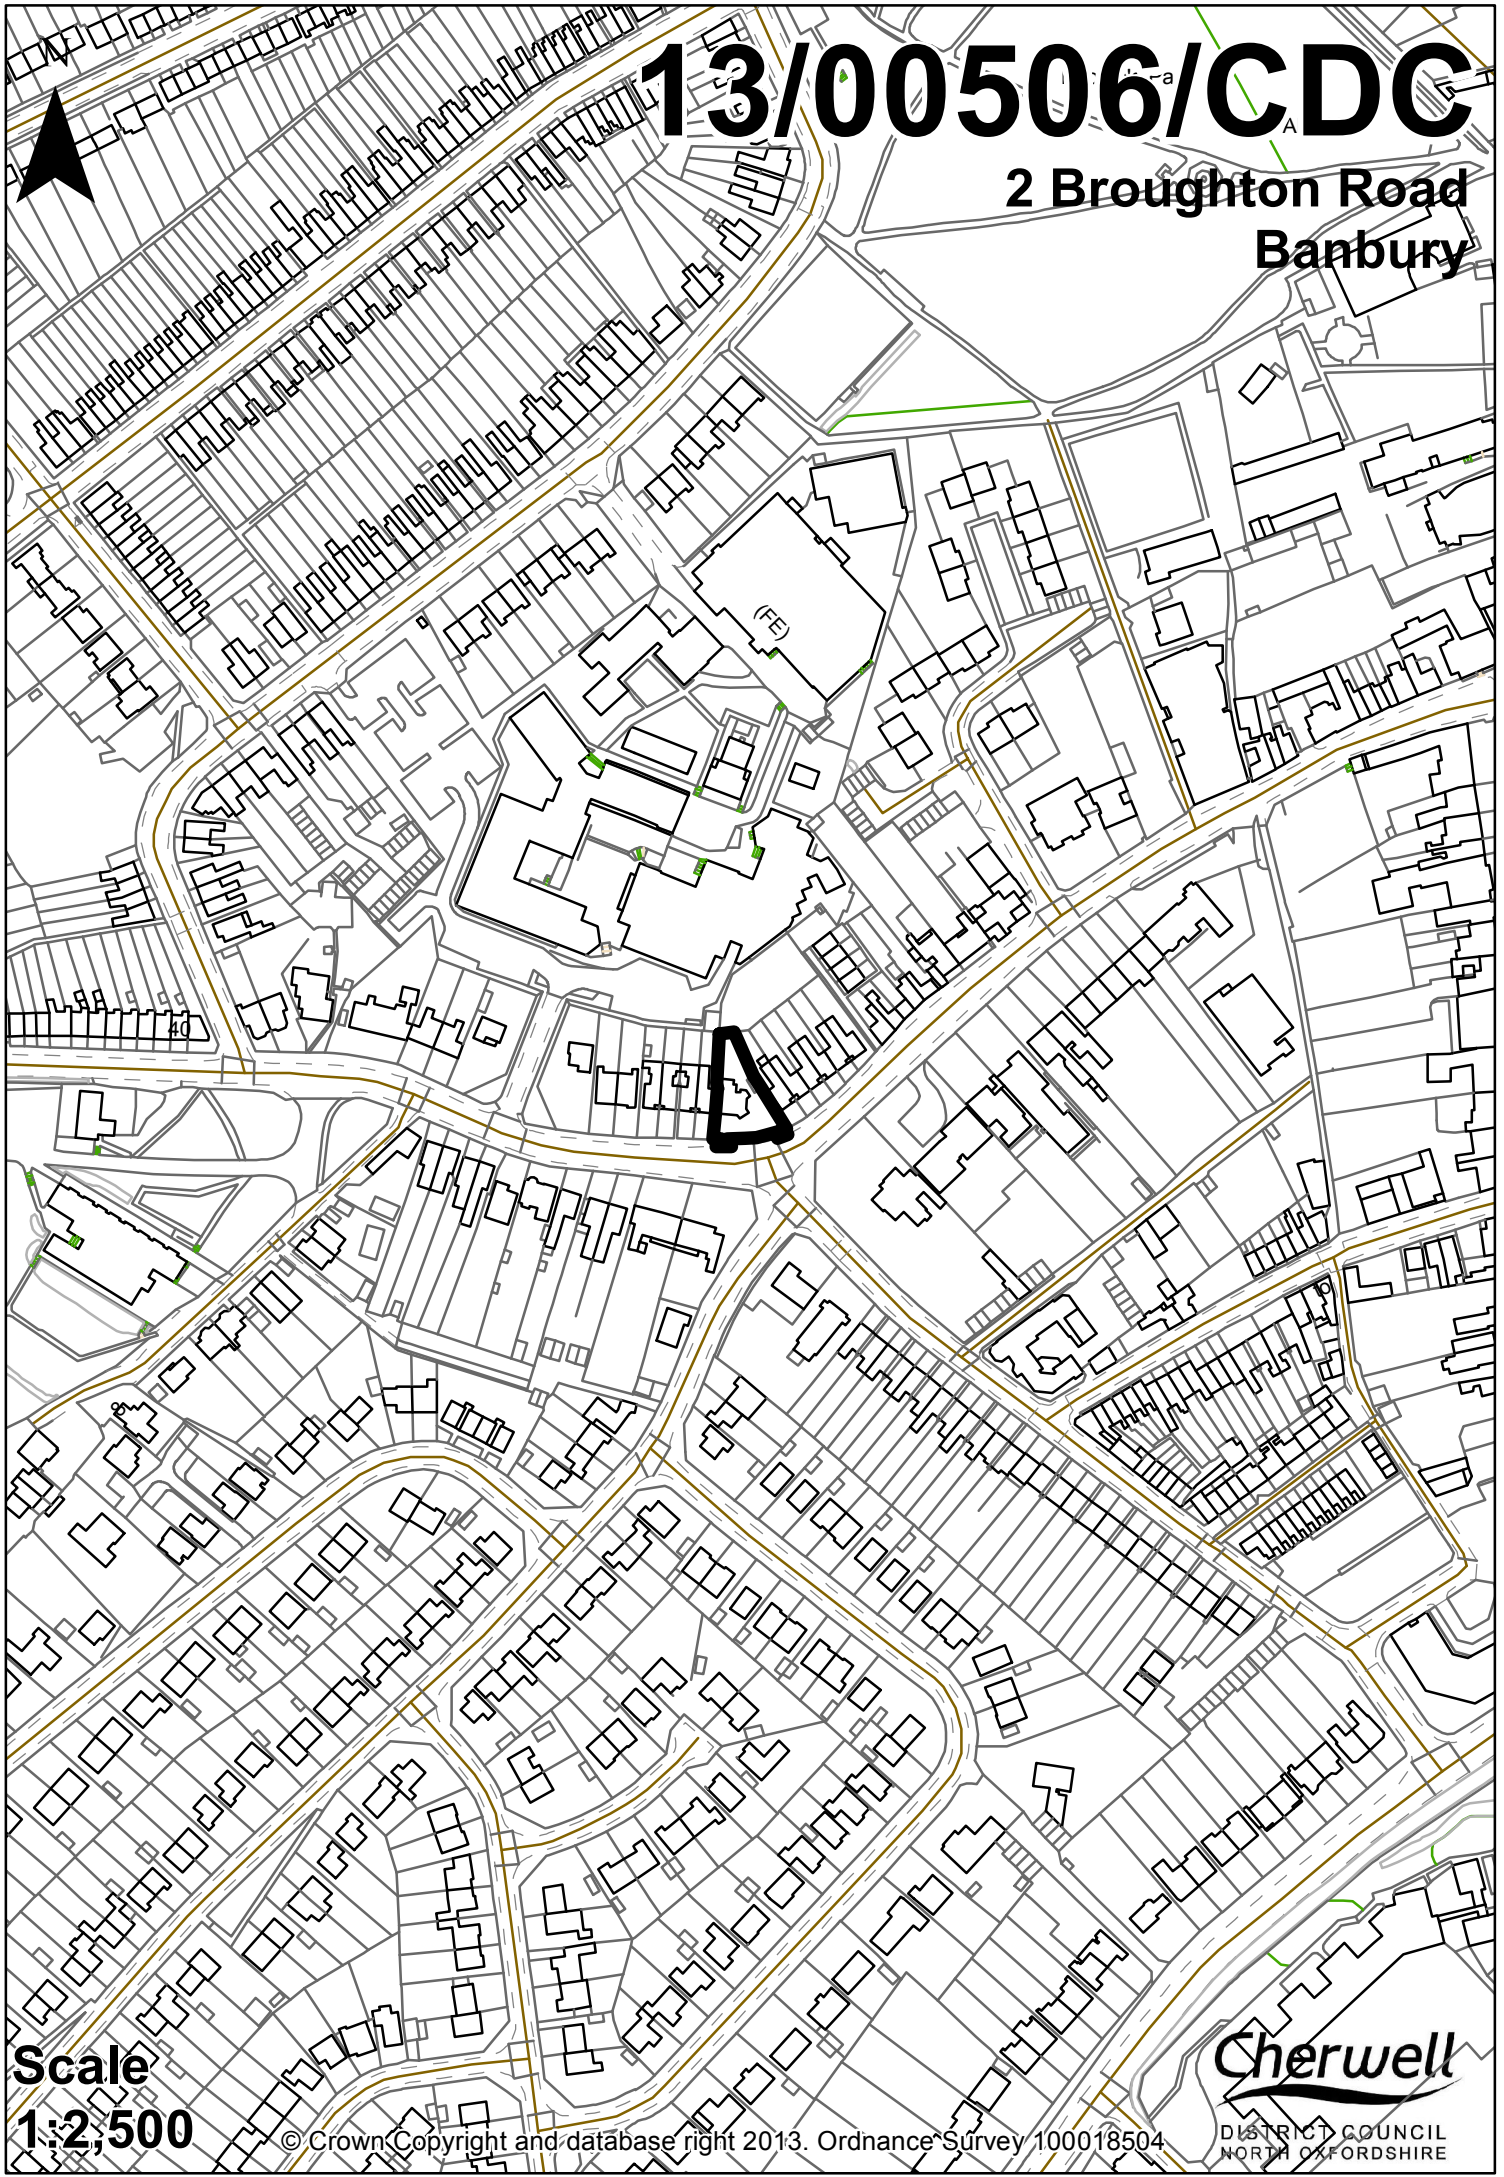 N
13/00506/CDC
2 Broughton Road
Banbury
A
(FE)
40
Scale
1:2,500
© Crown Copyright and database right 2013. Ordnance Survey 100018504
Cherwell
DISTRICT COUNCIL
NORTH OXFORDSHIRE